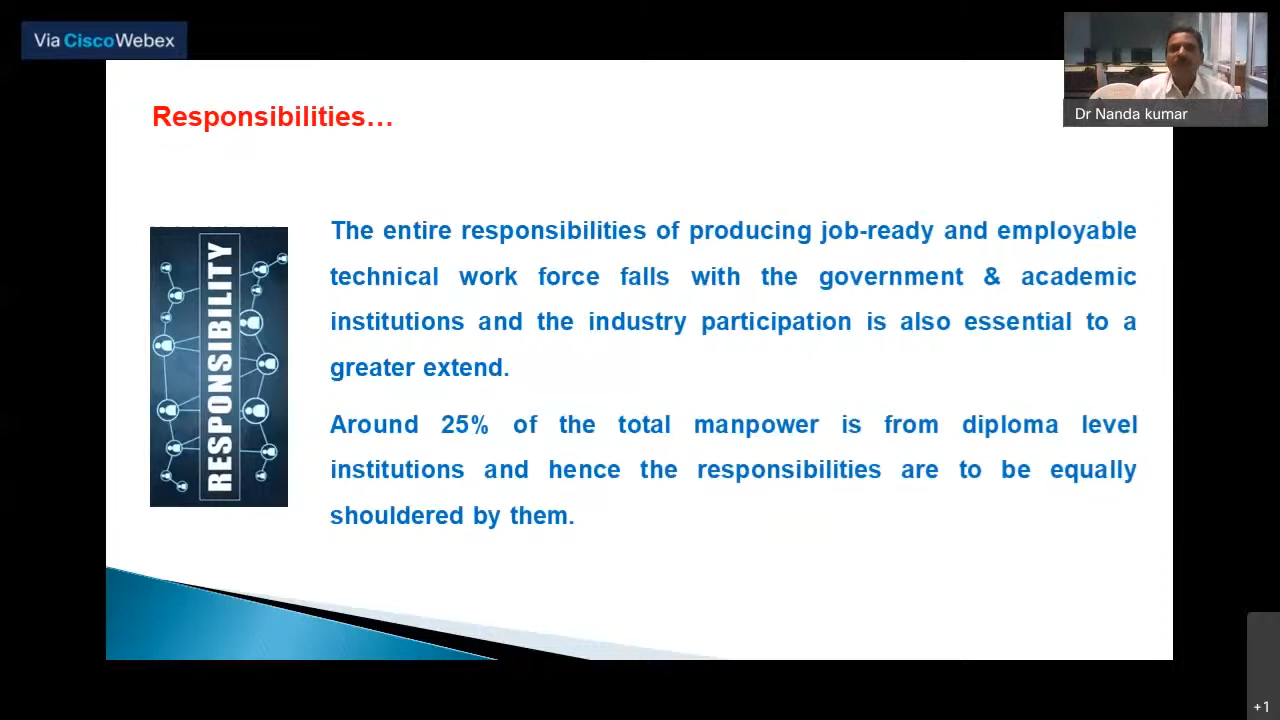 Via Cisco Webex
Dr Nanda kumar
Responsibilities…
RESPONSIBILITY
The entire responsibilities of producing job-ready and employable
technical work force falls with the government & academic
institutions and the industry participation is also essential to a
greater extend.
Around 25% of the total manpower is from diploma level
institutions and hence the responsibilities are to be equally
shouldered by them.
+1